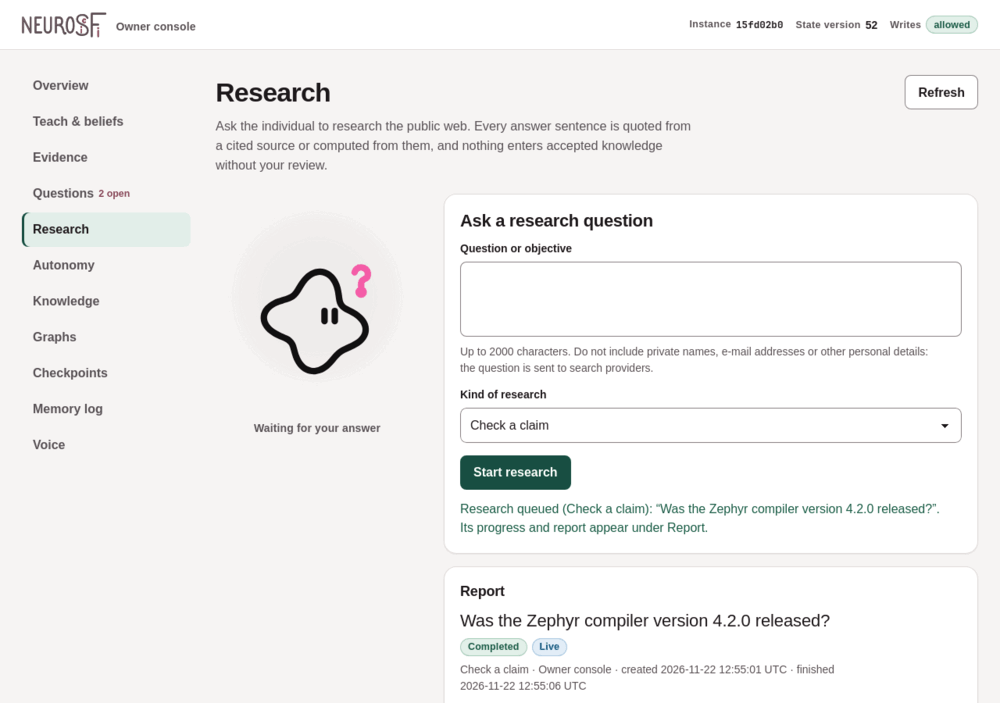 NEUROSEiFi Owner console
Instance 15fd02b0 State version 52 Writes allowed
Overview
Teach & beliefs
Evidence
Questions 2 open
Research
Autonomy
Knowledge
Graphs
Checkpoints
Memory log
Voice
Research
Refresh
Ask the individual to research the public web. Every answer sentence is quoted from
a cited source or computed from them, and nothing enters accepted knowledge
without your review.
?
Waiting for your answer
Ask a research question
Question or objective
Up to 2000 characters. Do not include private names, e-mail addresses or other personal details:
the question is sent to search providers.
Kind of research
Check a claim
Start research
Research queued (Check a claim): “Was the Zephyr compiler version 4.2.0 released?”.
Its progress and report appear under Report.
Report
Was the Zephyr compiler version 4.2.0 released?
Completed Live
Check a claim · Owner console · created 2026-11-22 12:55:01 UTC · finished
2026-11-22 12:55:06 UTC